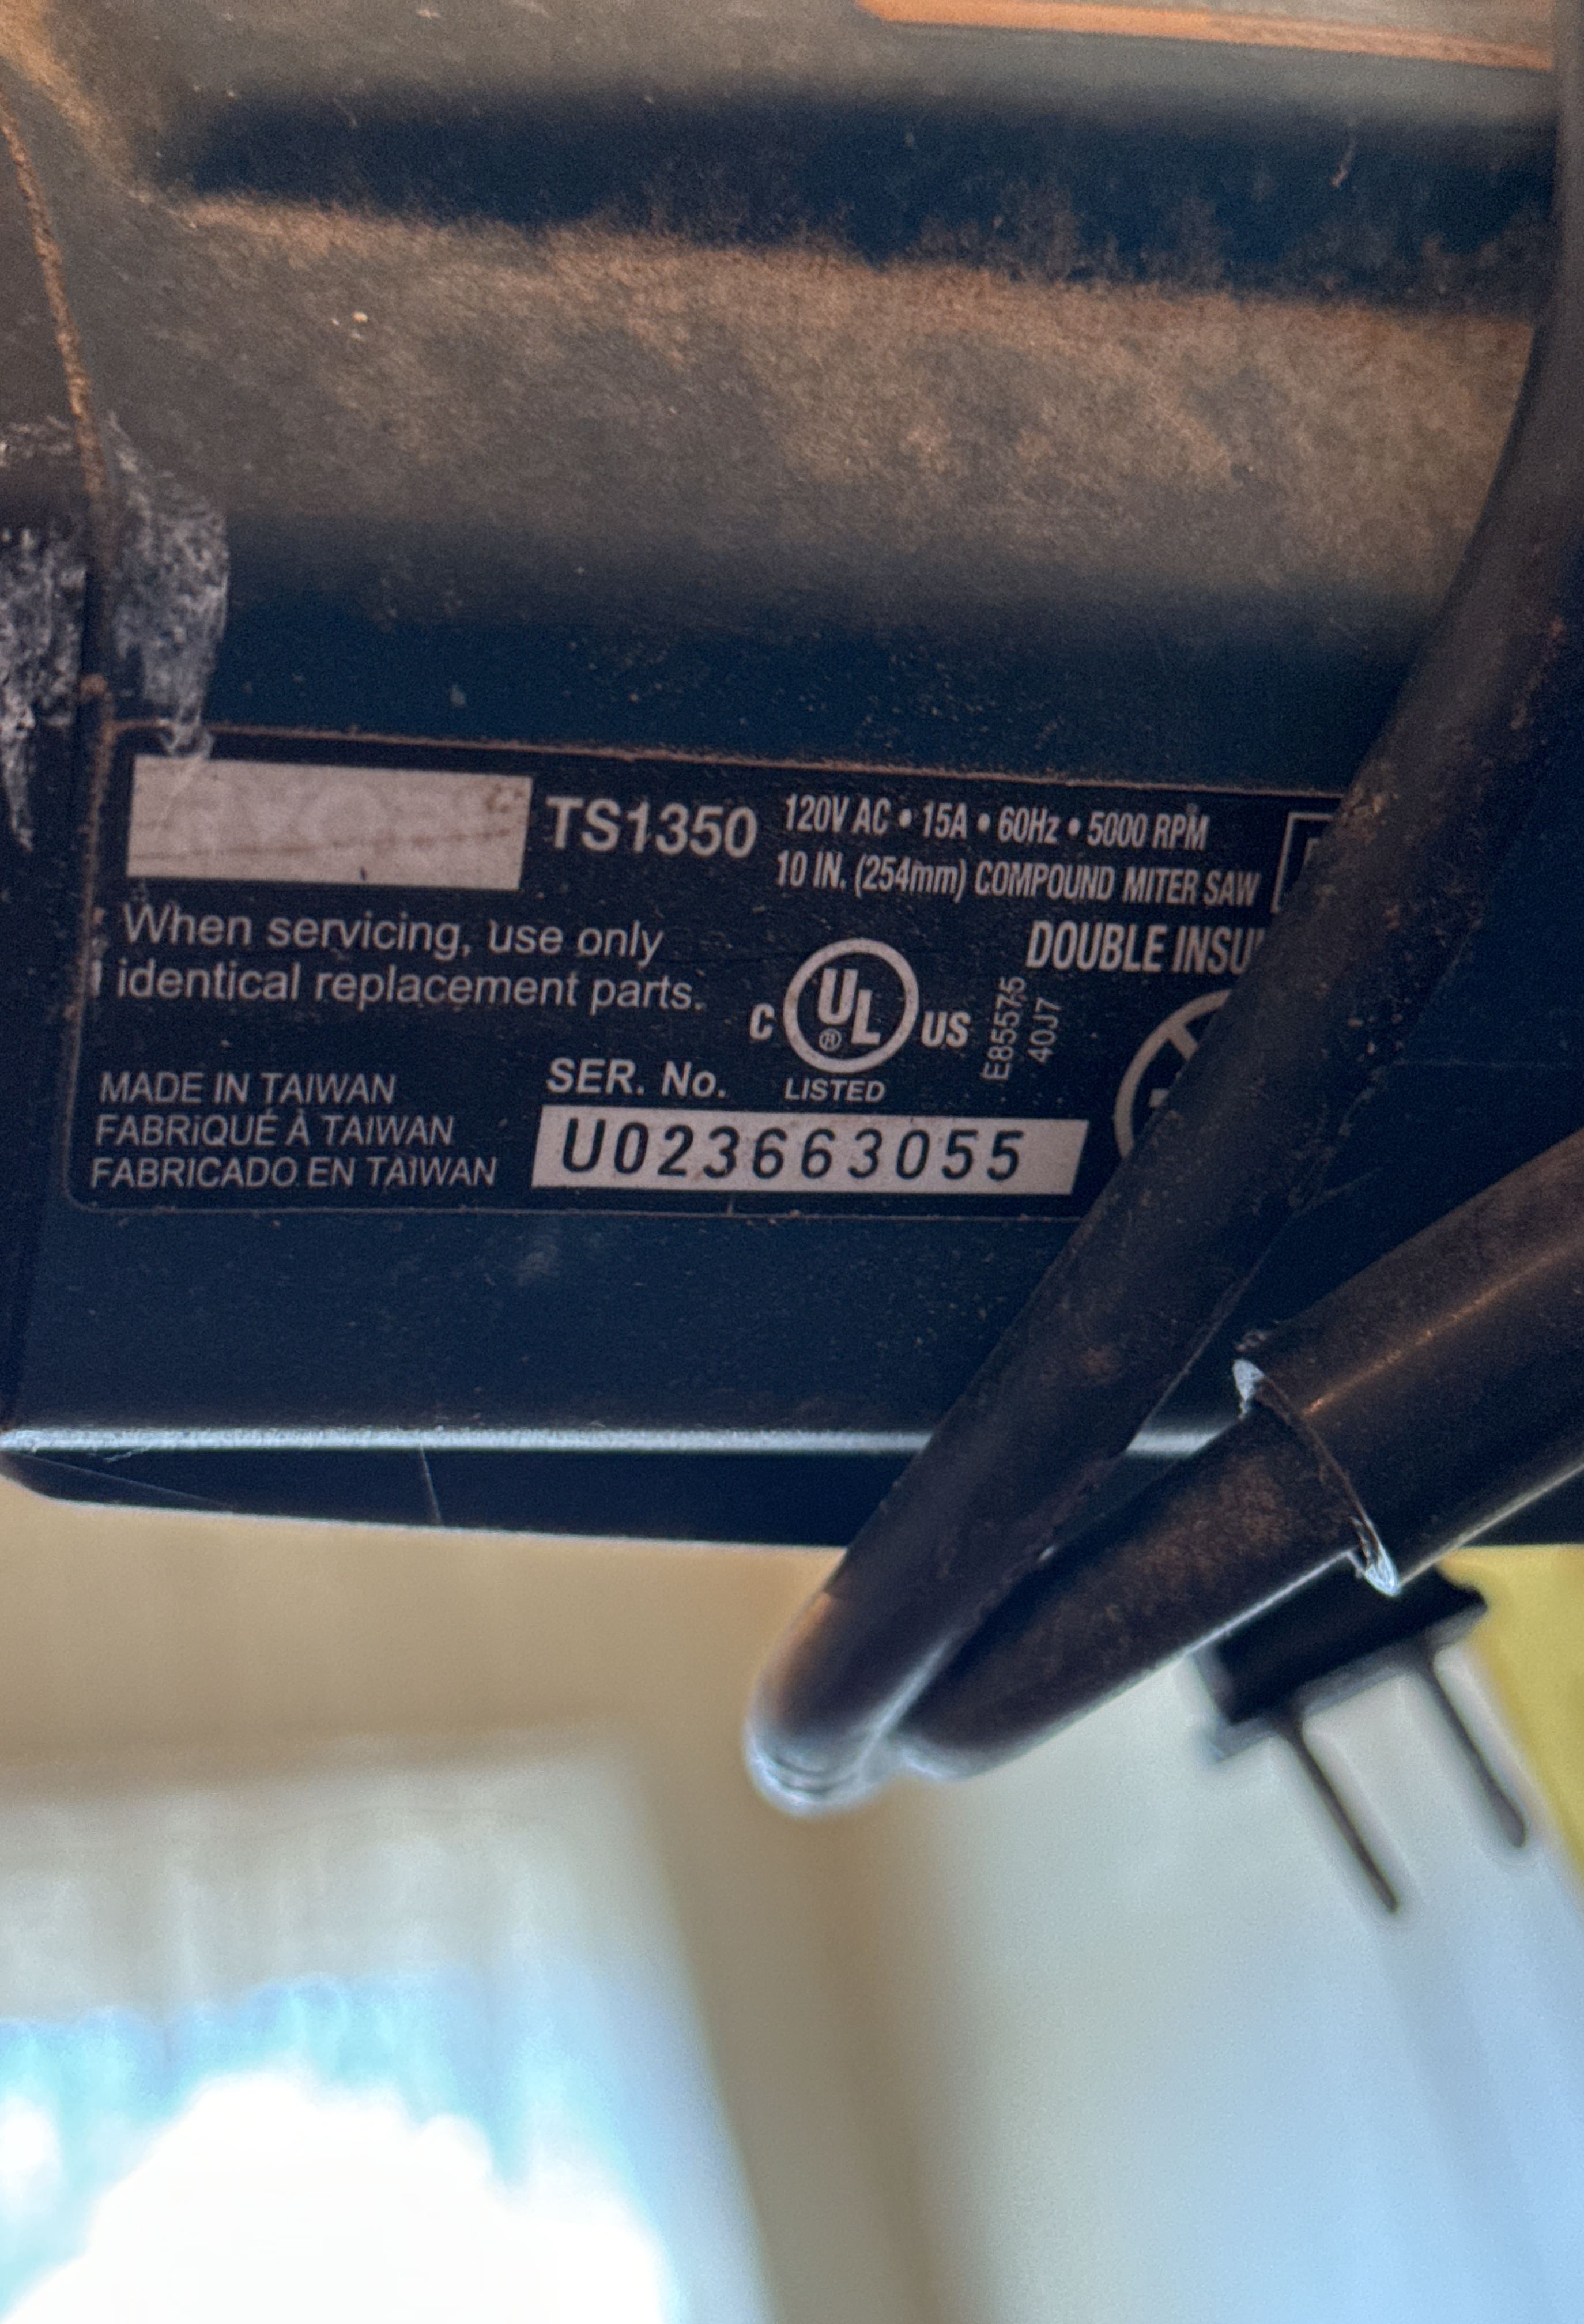 TS1350
120V AC • 15A • 60Hz • 5000 RPM
10 IN. (254mm) COMPOUND MITER SAW
When servicing, use only
identical replacement parts.
DOUBLE INSU
C UL ® US
LISTED
E85575
40J7
MADE IN TAIWAN
FABRIQUÉ À TAIWAN
FABRICADO EN TAIWAN
SER. No.
U023663055